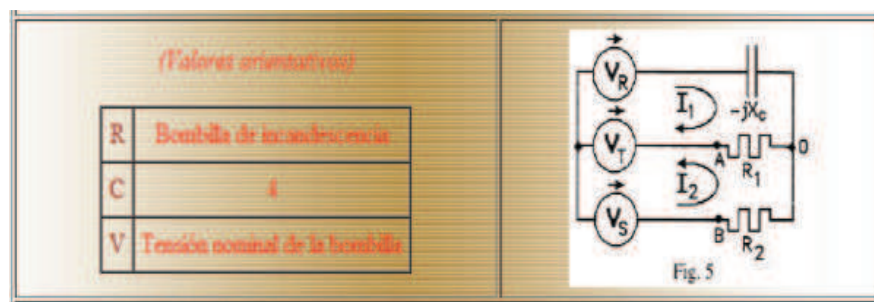 (Valores orientativos)
R Bombilla de incandescencia
C
V Tensión nominal de la bombilla
V_R
I_1
-jX_c
V_T
A
R_1
0
I_2
V_S
B
R_2
Fig. 5